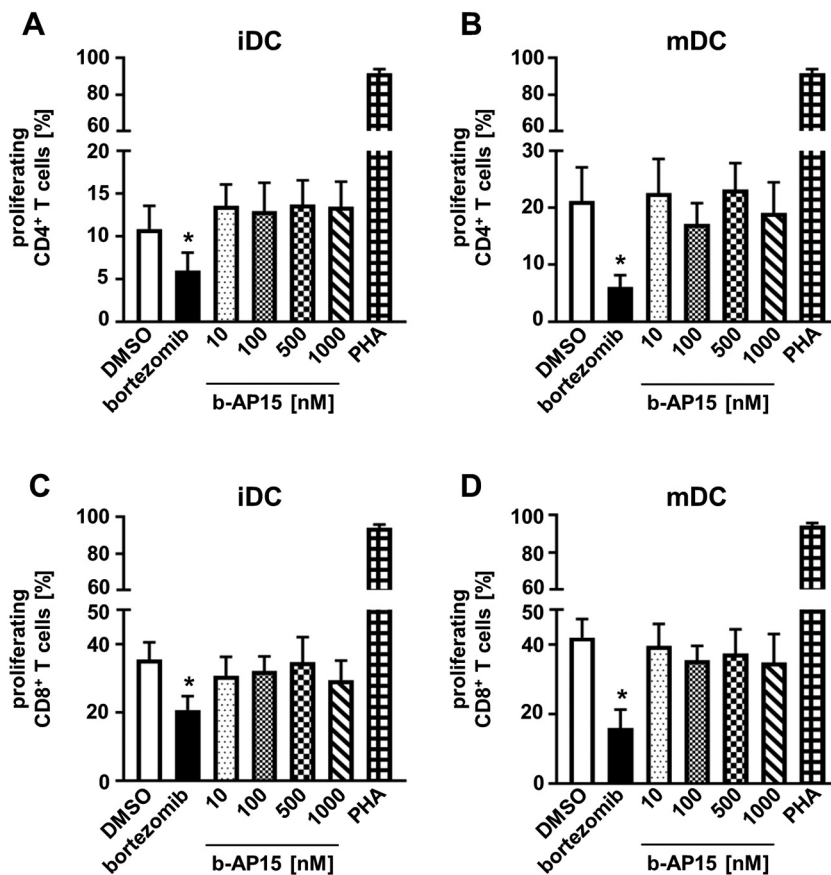 A
iDC
proliferating
CD4+ T cells [%]
100
80
60
20
15
10
5
0
*
DMSO
bortezomib
10
100
500
1000
PHA
b-AP15 [nM]
B
mDC
proliferating
CD4+ T cells [%]
100
80
60
30
20
10
0
*
DMSO
bortezomib
10
100
500
1000
PHA
b-AP15 [nM]
C
iDC
proliferating
CD8+ T cells [%]
100
80
60
50
40
20
0
*
DMSO
bortezomib
10
100
500
1000
PHA
b-AP15 [nM]
D
mDC
proliferating
CD8+ T cells [%]
100
80
60
50
40
20
0
*
DMSO
bortezomib
10
100
500
1000
PHA
b-AP15 [nM]